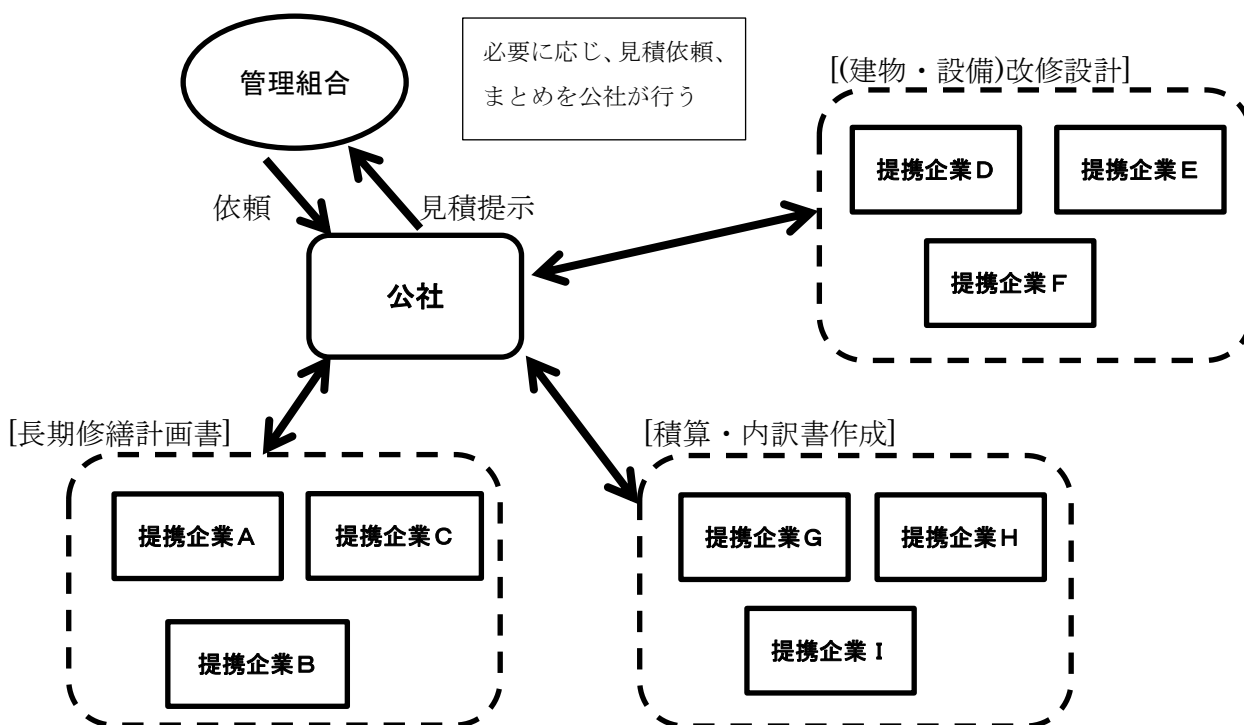 管理組合
必要に応じ、見積依頼、
まとめを公社が行う
[(建物・設備)改修設計]
提携企業D
提携企業E
提携企業F
依頼
見積提示
公社
[長期修繕計画書]
提携企業A
提携企業C
提携企業B
[積算・内訳書作成]
提携企業G
提携企業H
提携企業I